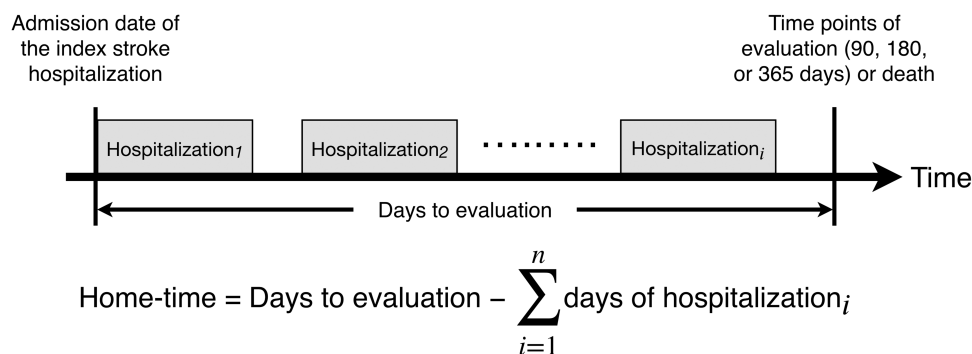 Admission date of
the index stroke
hospitalization
Time points of
evaluation (90, 180,
or 365 days) or death
Hospitalization1
Hospitalization2
.........
Hospitalizationi
Time
Days to evaluation
Home-time = Days to evaluation − ∑ni=1 days of hospitalizationi